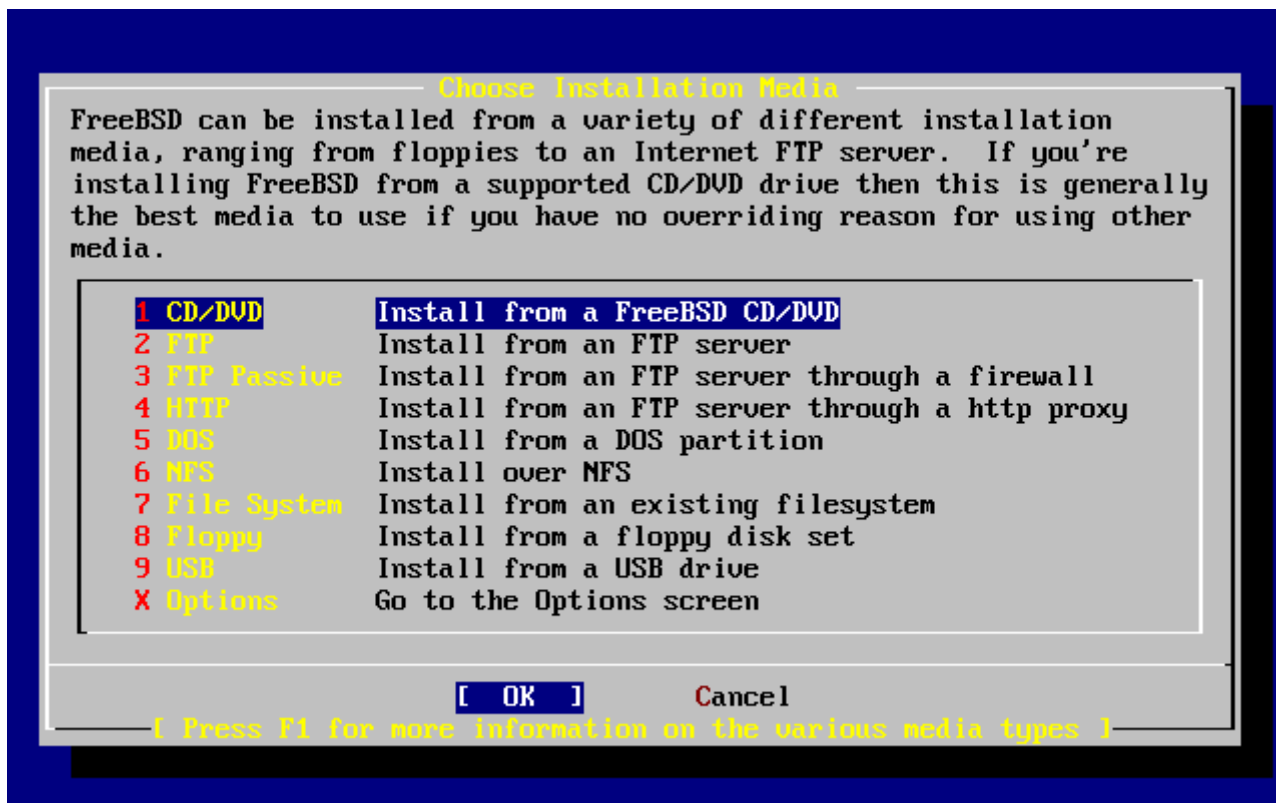 Choose Installation Media
FreeBSD can be installed from a variety of different installation
media, ranging from floppies to an Internet FTP server.  If you're
installing FreeBSD from a supported CD/DVD drive then this is generally
the best media to use if you have no overriding reason for using other
media.
1 CD/DVD Install from a FreeBSD CD/DVD
2 FTP Install from an FTP server
3 FTP Passive Install from an FTP server through a firewall
4 HTTP Install from an FTP server through a http proxy
5 DOS Install from a DOS partition
6 NFS Install over NFS
7 File System Install from an existing filesystem
8 Floppy Install from a floppy disk set
9 USB Install from a USB drive
X Options Go to the Options screen
[ OK ] Cancel
[ Press F1 for more information on the various media types ]